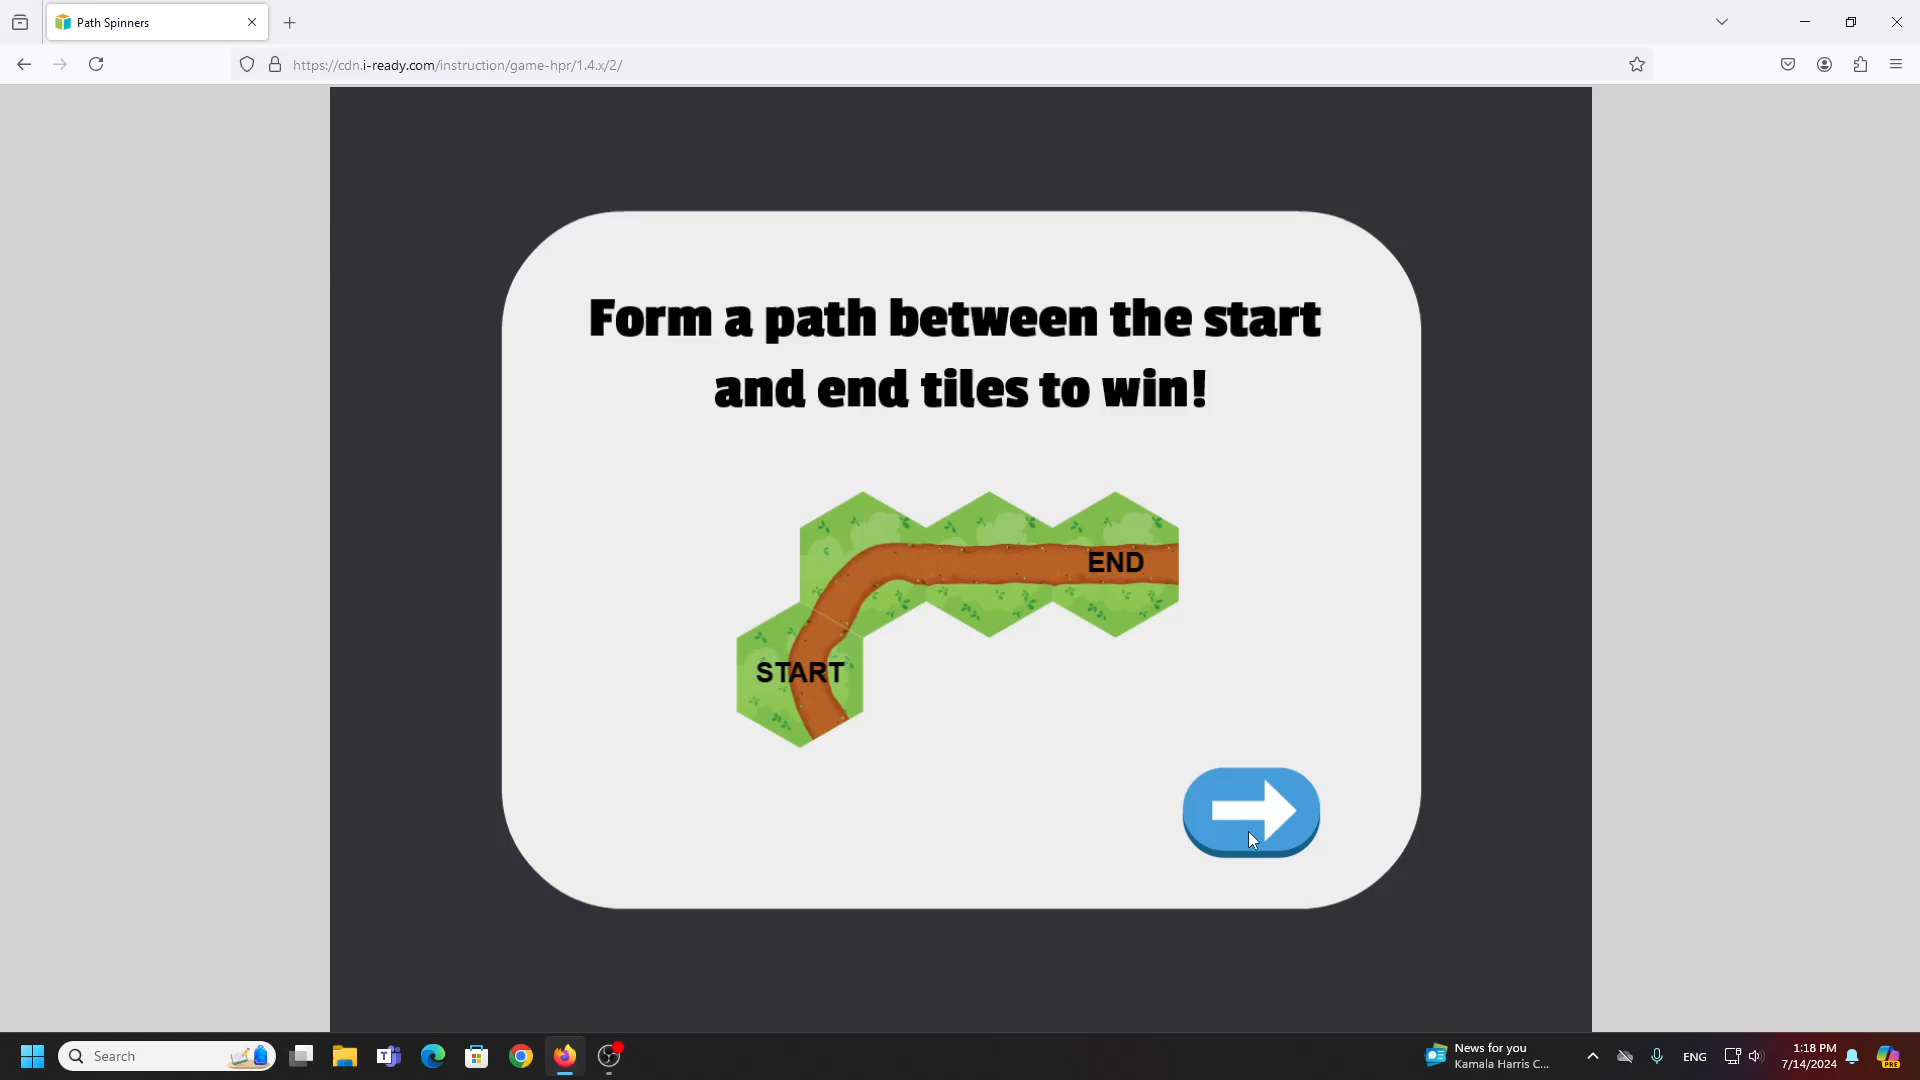 Path Spinners
https://cdn.i-ready.com/instruction/game-hpr/1.4.x/2/
Form a path between the start
and end tiles to win!
END
START
Search
News for you
Kamala Harris C...
ENG
1:18 PM
7/14/2024
PRE